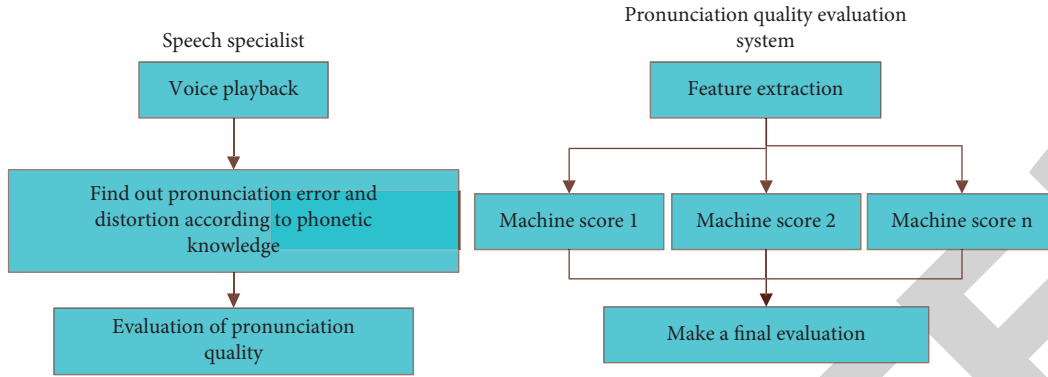 Speech specialist
Voice playback
Find out pronunciation error and
distortion according to phonetic
knowledge
Evaluation of pronunciation
quality
Pronunciation quality evaluation
system
Feature extraction
Machine score 1
Machine score 2
Machine score n
Make a final evaluation